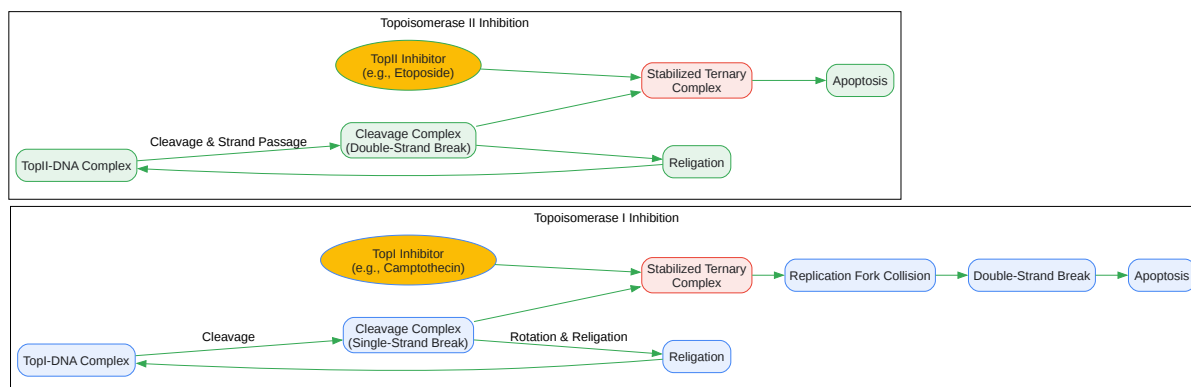 Topoisomerase II Inhibition
TopII Inhibitor
(e.g., Etoposide)
Stabilized Ternary
Complex
Apoptosis
Cleavage & Strand Passage
Cleavage Complex
(Double-Strand Break)
TopII-DNA Complex
Religation
Topoisomerase I Inhibition
TopI Inhibitor
(e.g., Camptothecin)
Stabilized Ternary
Complex
Replication Fork Collision
Double-Strand Break
Apoptosis
Cleavage
Cleavage Complex
(Single-Strand Break)
Rotation & Religation
TopI-DNA Complex
Religation